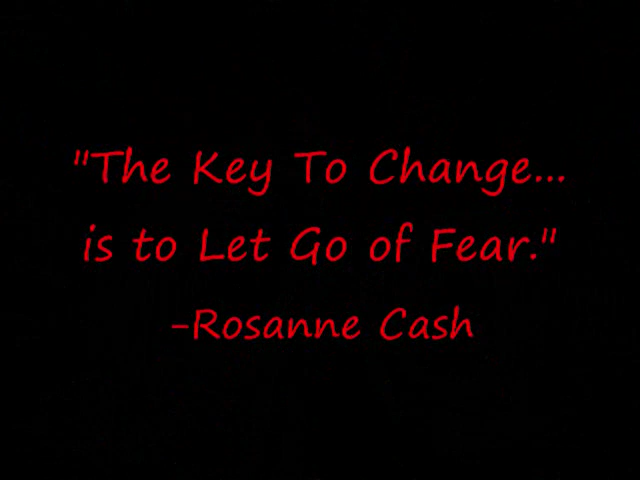 "The Key To Change...
is to Let Go of Fear."
-Rosanne Cash